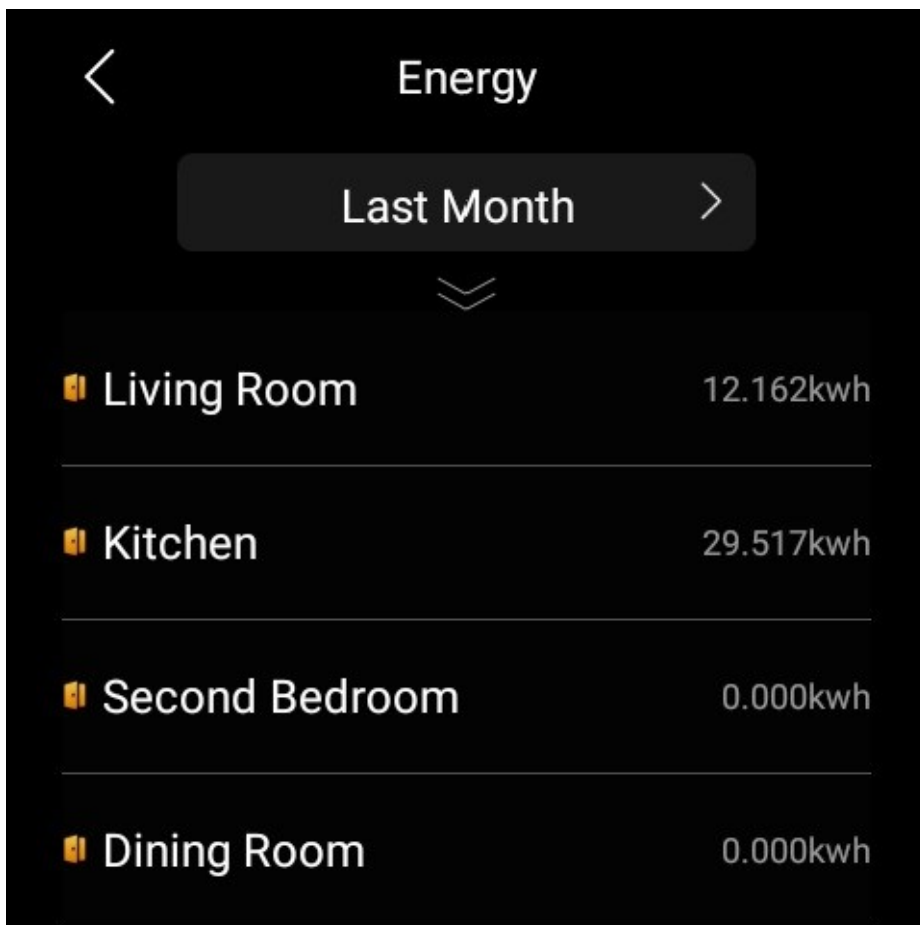 Energy
Last Month
Living Room 12.162kwh
Kitchen 29.517kwh
Second Bedroom 0.000kwh
Dining Room 0.000kwh